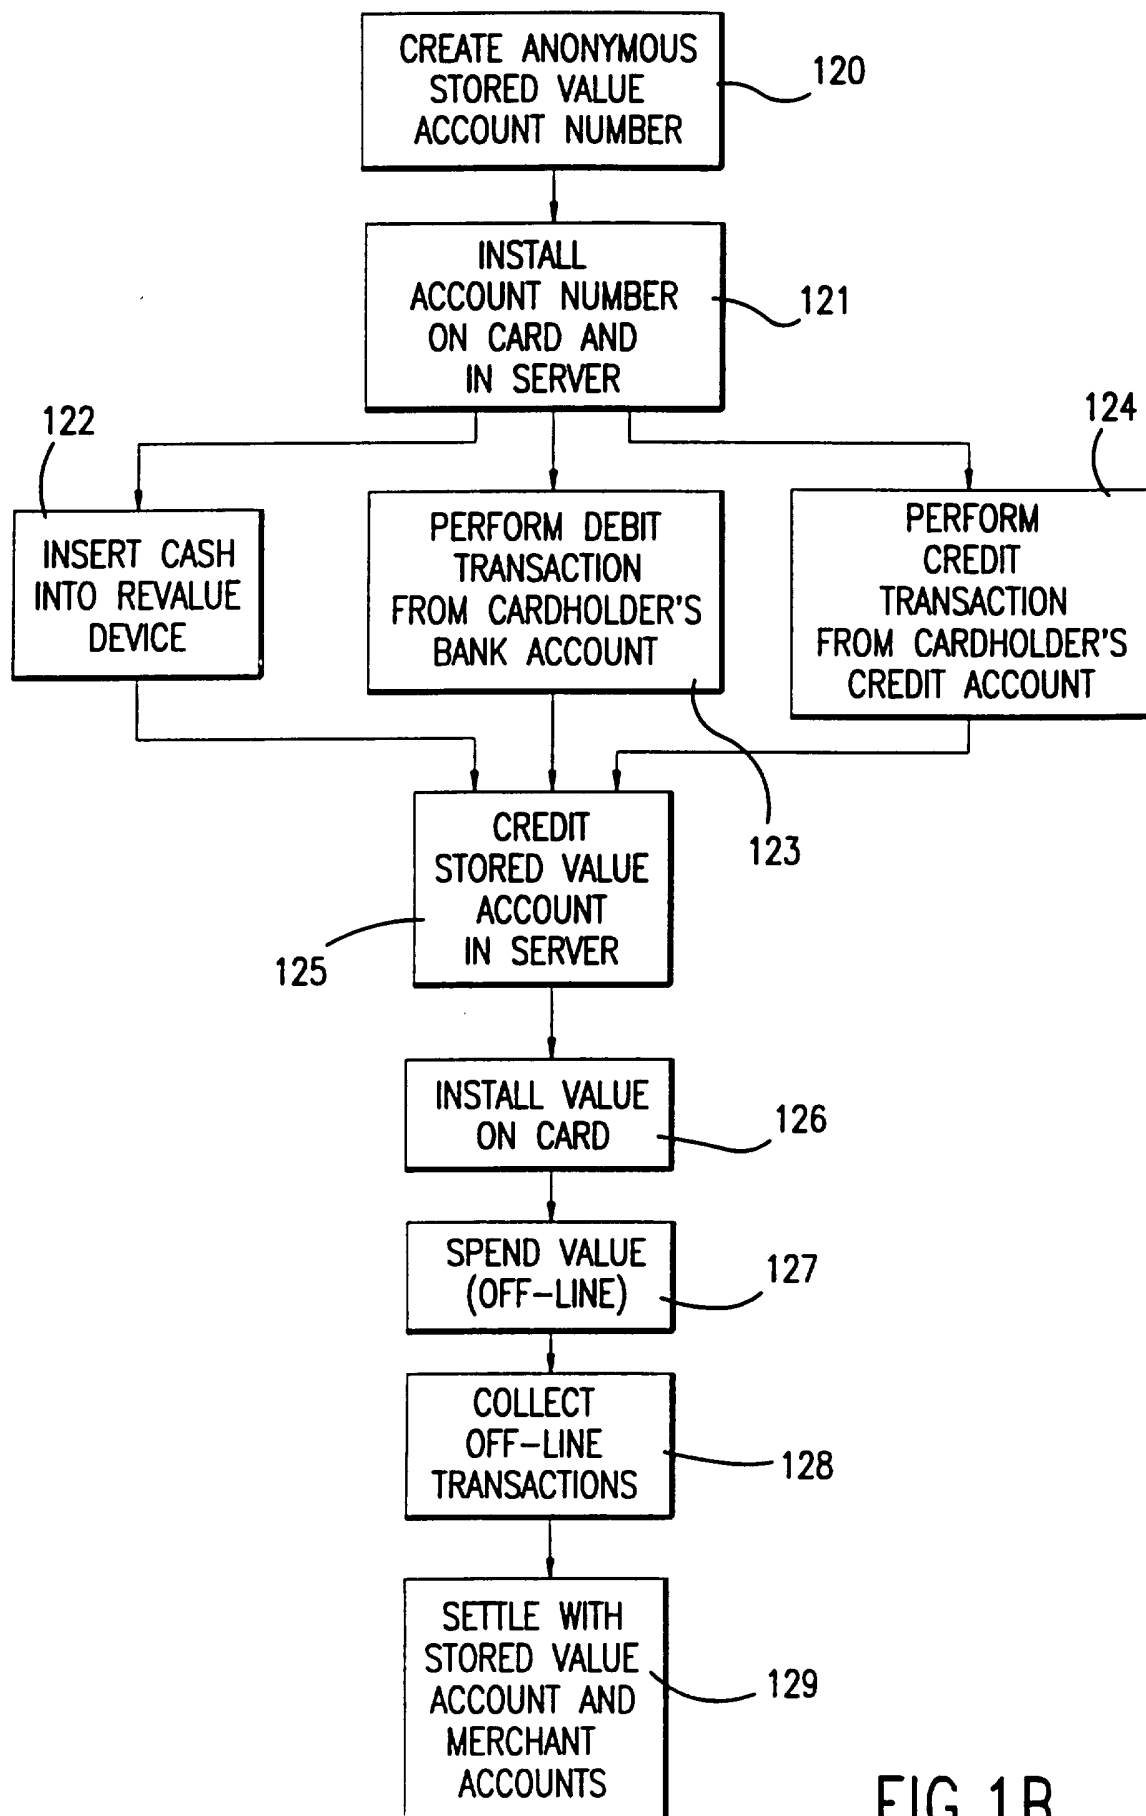 CREATE ANONYMOUS
STORED VALUE
ACCOUNT NUMBER
120
INSTALL
ACCOUNT NUMBER
ON CARD AND
IN SERVER
121
122
INSERT CASH
INTO REVALUE
DEVICE
PERFORM DEBIT
TRANSACTION
FROM CARDHOLDER'S
BANK ACCOUNT
123
124
PERFORM
CREDIT
TRANSACTION
FROM CARDHOLDER'S
CREDIT ACCOUNT
CREDIT
STORED VALUE
ACCOUNT
IN SERVER
125
INSTALL VALUE
ON CARD
126
SPEND VALUE
(OFF-LINE)
127
COLLECT
OFF-LINE
TRANSACTIONS
128
SETTLE WITH
STORED VALUE
ACCOUNT AND
MERCHANT
ACCOUNTS
129
FIG.1B